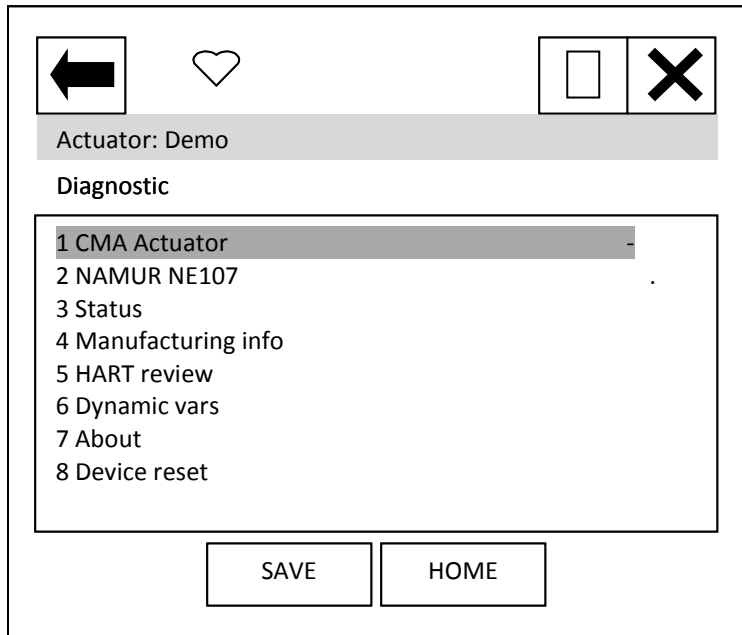 Actuator: Demo
Diagnostic
1 CMA Actuator -
2 NAMUR NE107 .
3 Status
4 Manufacturing info
5 HART review
6 Dynamic vars
7 About
8 Device reset
SAVE HOME